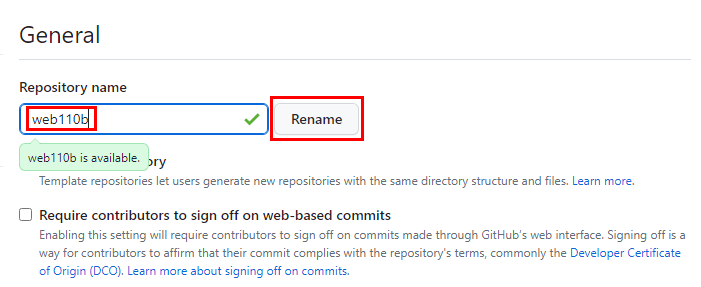 General
Repository name
web110b
Rename
web110b is available.
ory
Template repositories let users generate new repositories with the same directory structure and files. Learn more.
Require contributors to sign off on web-based commits
Enabling this setting will require contributors to sign off on commits made through GitHub's web interface. Signing off is a
way for contributors to affirm that their commit complies with the repository's terms, commonly the Developer Certificate
of Origin (DCO). Learn more about signing off on commits.